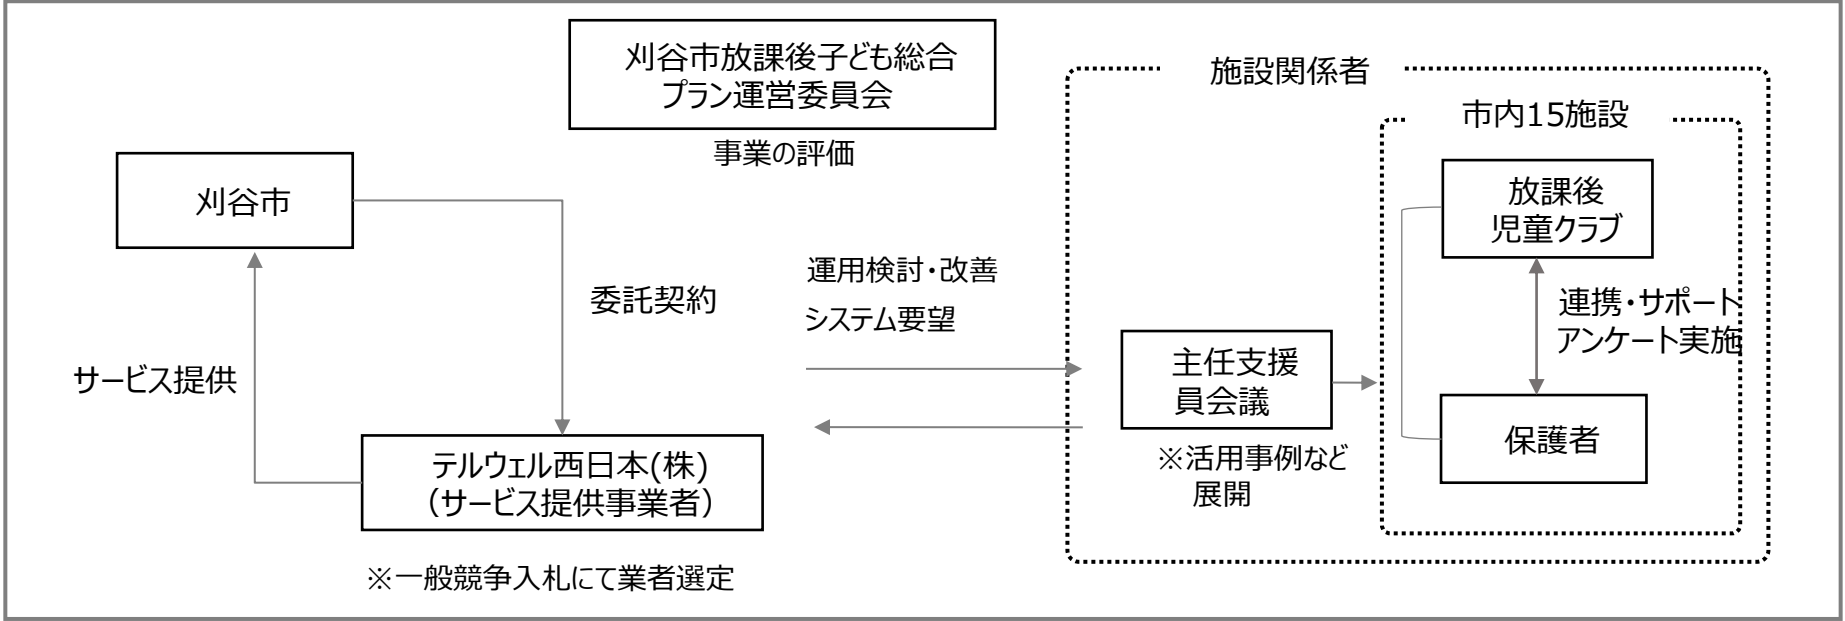 刈谷市放課後子ども総合
プラン運営委員会
事業の評価
刈谷市
委託契約
サービス提供
テルウェル西日本(株)
（サービス提供事業者）
※一般競争入札にて業者選定
運用検討・改善
システム要望
施設関係者
主任支援
員会議
※活用事例など
展開
市内15施設
放課後
児童クラブ
連携・サポート
アンケート実施
保護者